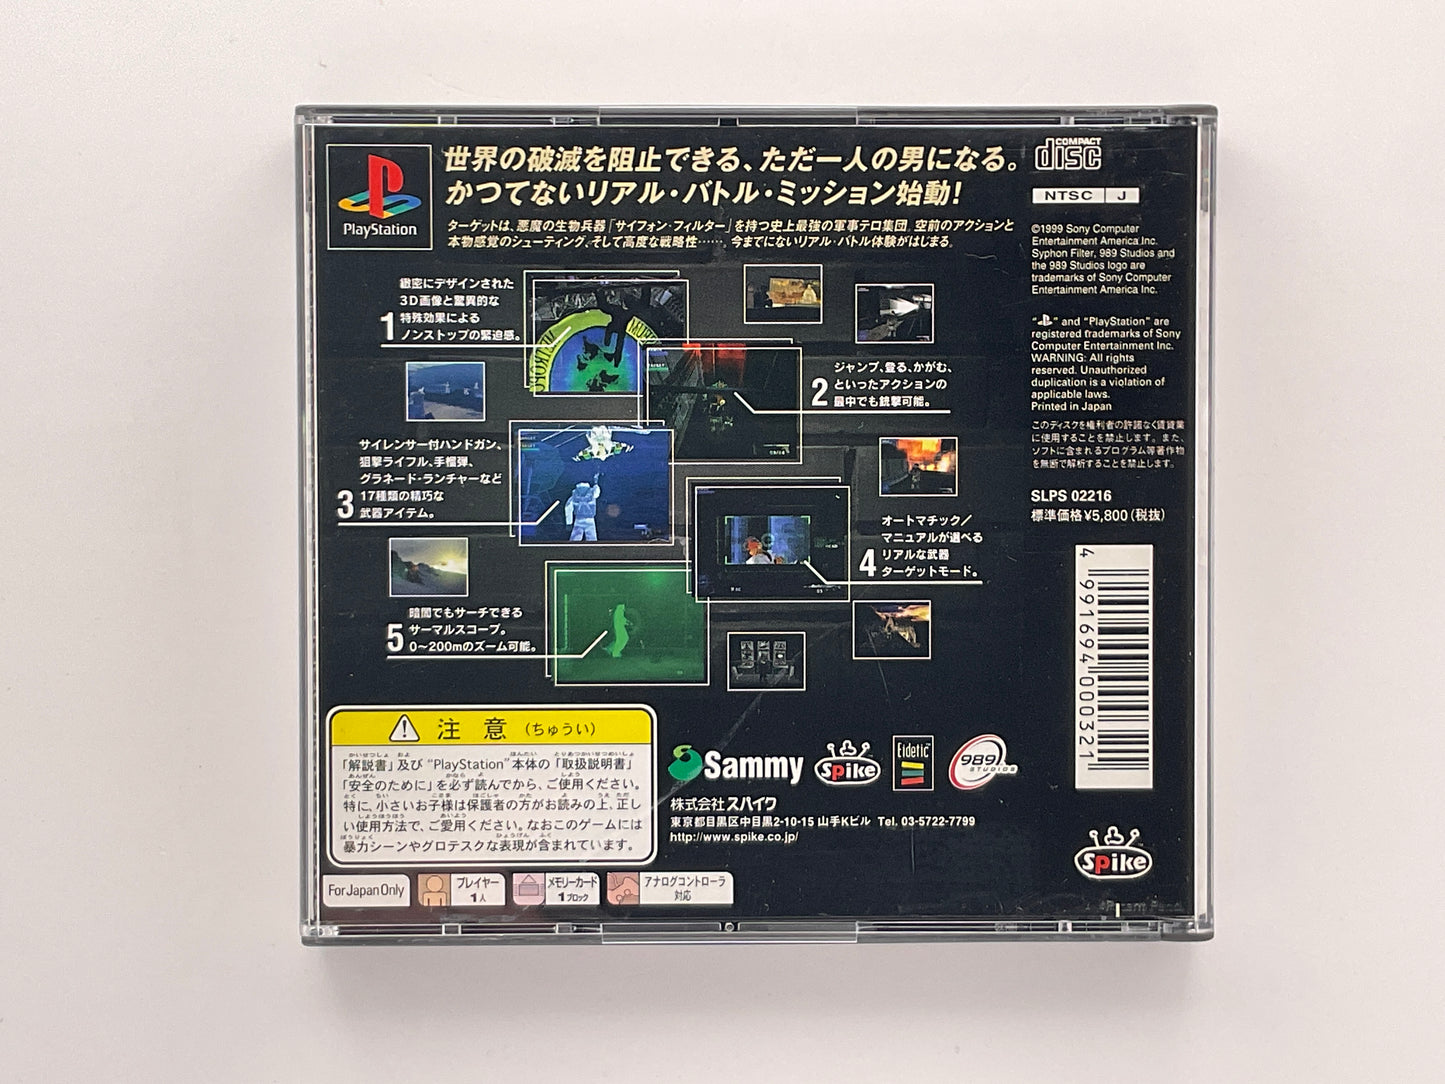 世界の破滅を阻止できる、ただ一人の男になる。
かつてないリアル・バトル・ミッション始動!
ターゲットは、悪魔の生物兵器「サイフォン・フィルター」を持つ史上最強の軍事テロ集団。空前のアクションと
本物感覚のシューティング、そして高度な戦略性……。今までにないリアル・バトル体験がはじまる。
PlayStation
COMPACT
disc
NTSC J
©1999 Sony Computer
Entertainment America Inc.
Syphon Filter, 989 Studios and
the 989 Studios logo are
trademarks of Sony Computer
Entertainment America Inc.
" " and "PlayStation" are
registered trademarks of Sony
Computer Entertainment Inc.
WARNING: All rights
reserved. Unauthorized
duplication is a violation of
applicable laws.
Printed in Japan
このディスクを権利者の許諾なく賃貸業
に使用することを禁止します。また、
ソフトに含まれるプログラム等著作物
を無断で解析することを禁止します。
SLPS 02216
標準価格¥5,800(税抜)
4 991694 000321
1
緻密にデザインされた
3D画像と驚異的な
特殊効果による
ノンストップの緊迫感。
2
ジャンプ、登る、かがむ、
といったアクションの
最中でも銃撃可能。
3
サイレンサー付ハンドガン、
狙撃ライフル、手榴弾、
グラネード・ランチャーなど
17種類の精巧な
武器アイテム。
4
オートマチック/
マニュアルが選べる
リアルな武器
ターゲットモード。
5
暗闇でもサーチできる
サーマルスコープ。
0〜200mのズーム可能。
注意(ちゅうい)
「解説書」及び"PlayStation"本体の「取扱説明書」
「安全のために」を必ず読んでから、ご使用ください。
特に、小さいお子様は保護者の方がお読みの上、正し
い使用方法で、ご愛用ください。なおこのゲームには
暴力シーンやグロテスクな表現が含まれています。
Sammy
Spike
Eidetic
989
STUDIOS
株式会社スパイク
東京都目黒区中目黒2-10-15 山手Kビル Tel. 03-5722-7799
http://www.spike.co.jp/
Spike
For Japan Only
プレイヤー
1人
メモリーカード
1ブロック
アナログコントローラ
対応